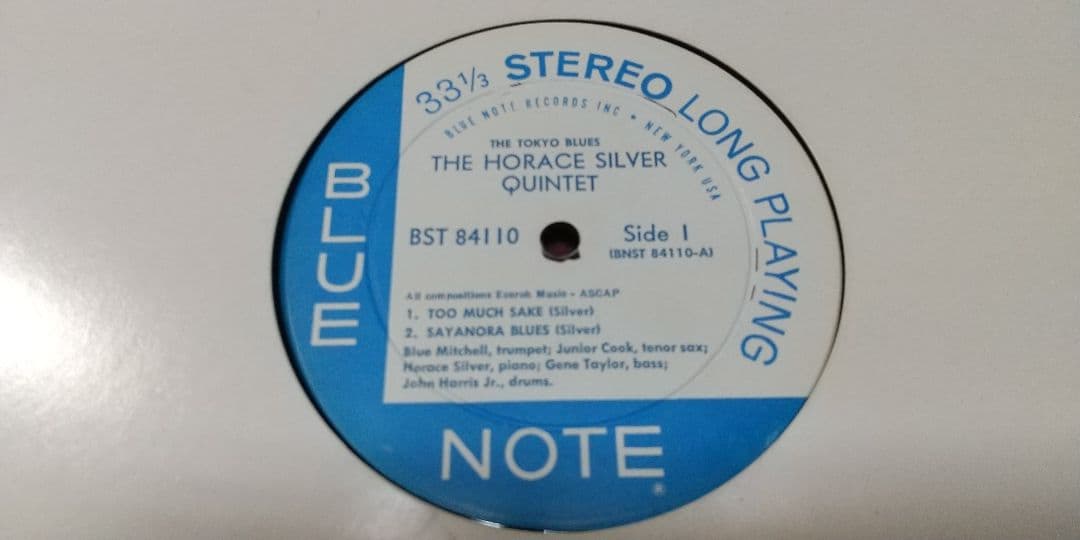 33⅓ STEREO LONG PLAYING
BLUE NOTE RECORDS INC • NEW YORK USA
THE TOKYO BLUES
THE HORACE SILVER
QUINTET
BST 84110
Side 1
(BNST 84110-A)
All compositions Ecaroh Music - ASCAP
1. TOO MUCH SAKE (Silver)
2. SAYANORA BLUES (Silver)
Blue Mitchell, trumpet; Junior Cook, tenor sax;
Horace Silver, piano; Gene Taylor, bass;
John Harris Jr., drums.
BLUE
NOTE
®